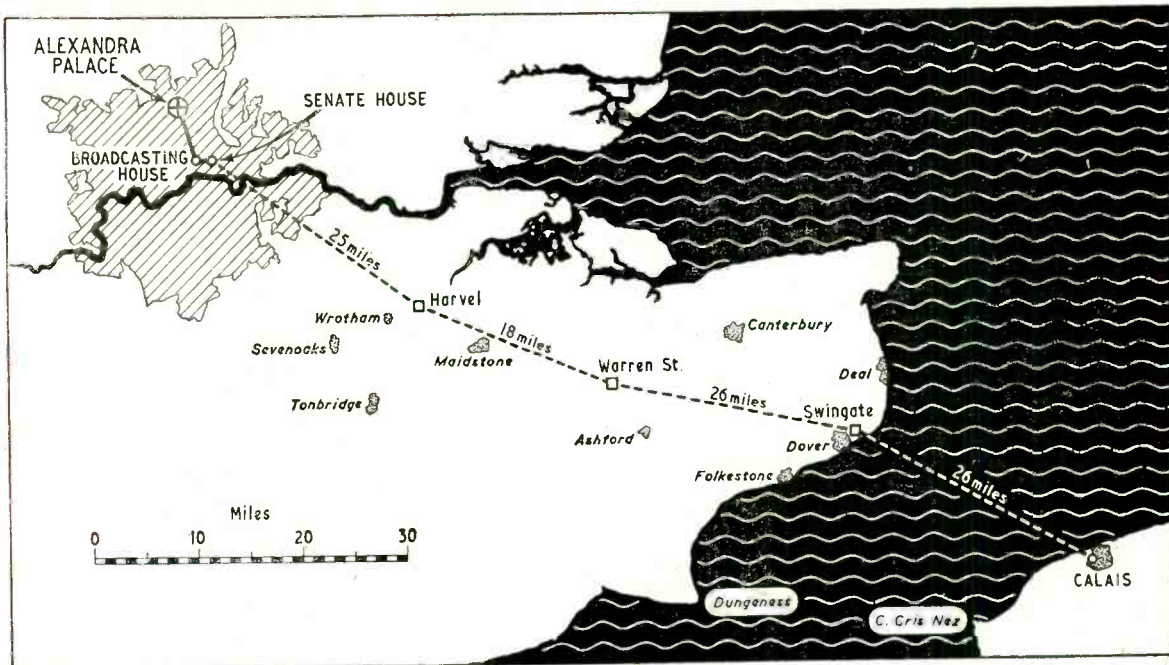 ALEXANDRA
PALACE
SENATE HOUSE
BROADCASTING
HOUSE
25 miles
Harvel
Wrotham
Sevenoaks
Maidstone
18 miles
Canterbury
Warren St.
Tonbridge
26 miles
Deal
Swingate
Ashford
Dover
Folkestone
26 miles
Miles
0 10 20 30
CALAIS
Dungeness
C. Gris Nez